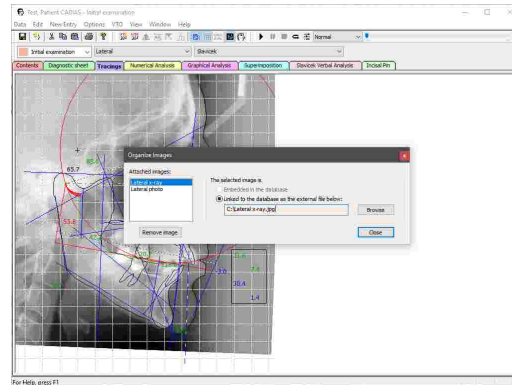 Test, Patient CADIAS - Initial examination
Data Edit New Entry Options VTO View Window Help
Normal
Initial examination Lateral Slavicek
Contents Diagnostic sheet Tracings Numerical Analysis Graphical Analysis Superimposition Slavicek Verbal Analysis Incisal Pin
Organize Images
Attached images:
Lateral x-ray
Lateral photo
The selected image is
Embedded in the database
Linked to the database as the external file below:
C:\Lateral x-ray.jpg
Browse
Remove image
Close
65.7
38.4
1.4
For Help, press F1